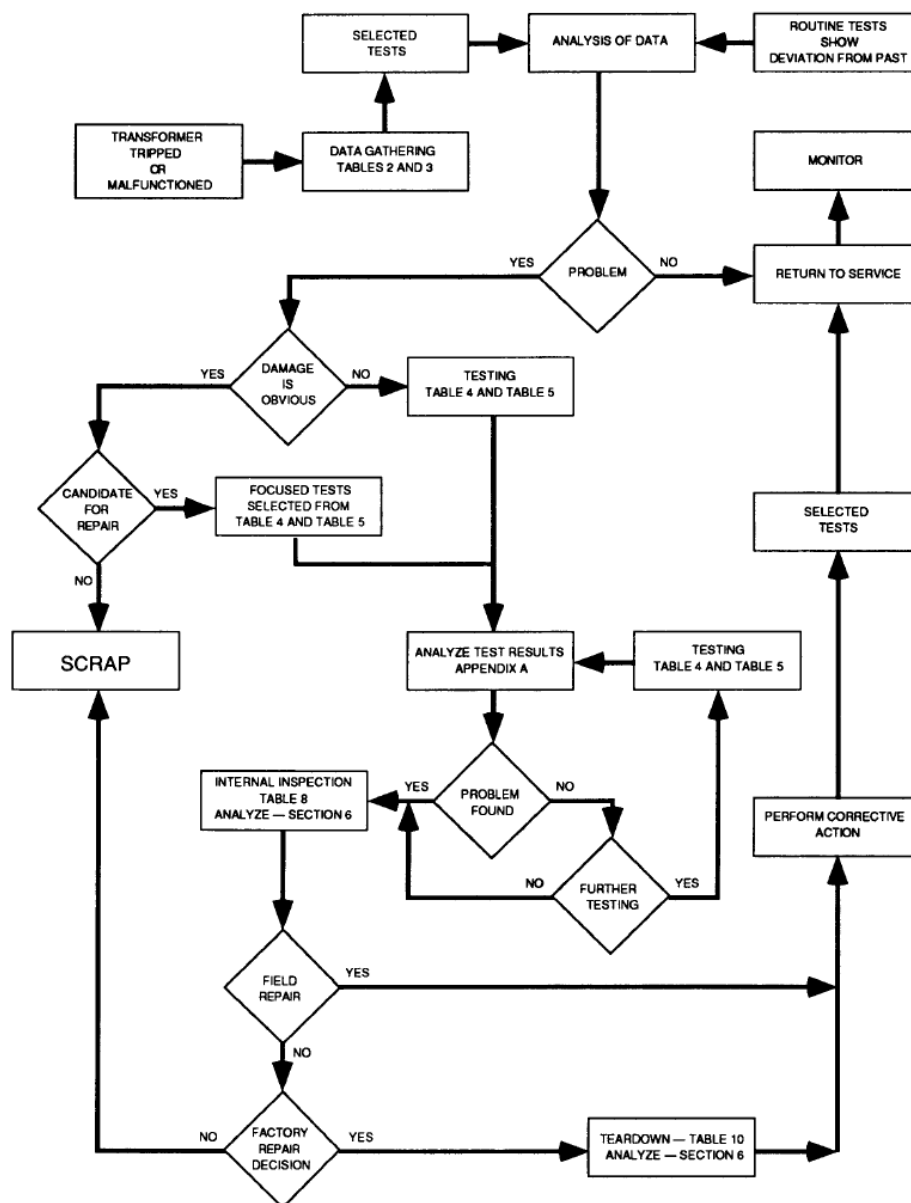 SELECTED
TESTS
ANALYSIS OF DATA
ROUTINE TESTS
SHOW
DEVIATION FROM PAST
TRANSFORMER
TRIPPED
OR
MALFUNCTIONED
DATA GATHERING
TABLES 2 AND 3
MONITOR
YES
PROBLEM
NO
RETURN TO SERVICE
YES
DAMAGE
IS
OBVIOUS
NO
TESTING
TABLE 4 AND TABLE 5
CANDIDATE
FOR
REPAIR
YES
NO
FOCUSED TESTS
SELECTED FROM
TABLE 4 AND TABLE 5
SELECTED
TESTS
SCRAP
ANALYZE TEST RESULTS
APPENDIX A
TESTING
TABLE 4 AND TABLE 5
INTERNAL INSPECTION
TABLE 8
ANALYZE — SECTION 6
YES
PROBLEM
FOUND
NO
PERFORM CORRECTIVE
ACTION
NO
FURTHER
TESTING
YES
FIELD
REPAIR
YES
NO
NO
FACTORY
REPAIR
DECISION
YES
TEARDOWN — TABLE 10
ANALYZE — SECTION 6